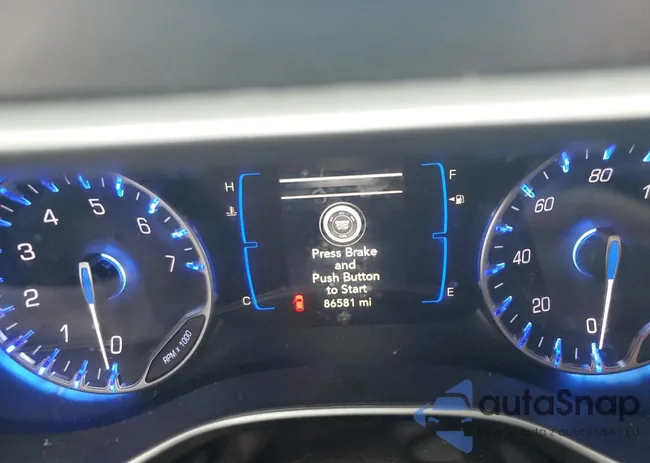 H
F
C
E
Press Brake
and
Push Button
to Start
86581 mi
0
1
2
3
4
5
6
7
RPM x 1000
0
20
40
60
80
autoSnap